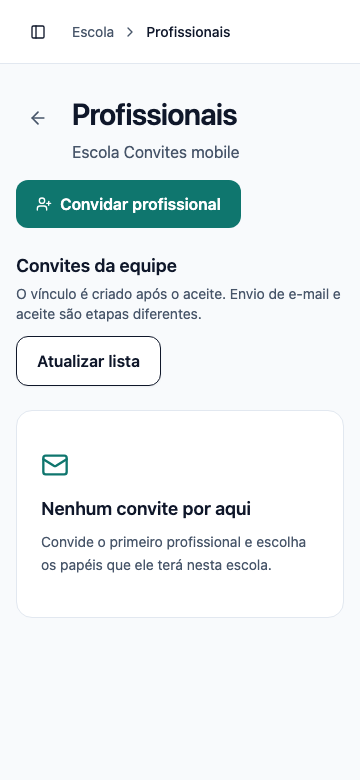 Escola > Profissionais
Profissionais
Escola Convites mobile
Convidar profissional
Convites da equipe
O vínculo é criado após o aceite. Envio de e-mail e
aceite são etapas diferentes.
Atualizar lista
Nenhum convite por aqui
Convide o primeiro profissional e escolha
os papéis que ele terá nesta escola.